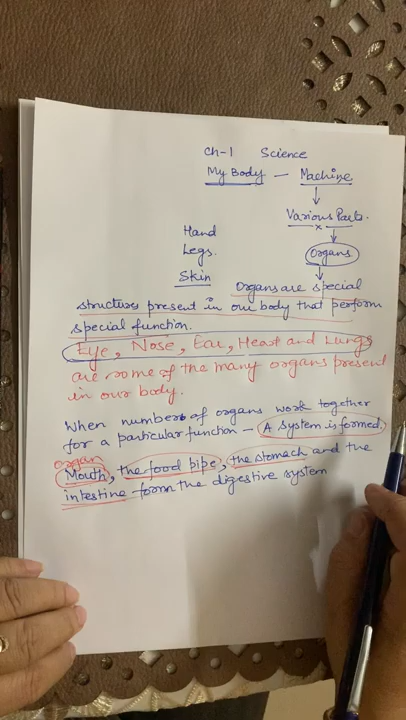 Ch-1 Science
My Body — Machine
Various Parts.
Hand
Legs.
Organs
Skin
Organs are special
structures present in our body that perform
special function.
Eye, Nose, Ear, Heart and Lungs
are some of the many organs present
in our body.
When number of organs work together
for a particular function - A system is formed.
organ
Mouth, the food pipe, the stomach and the
intestine form the digestive system